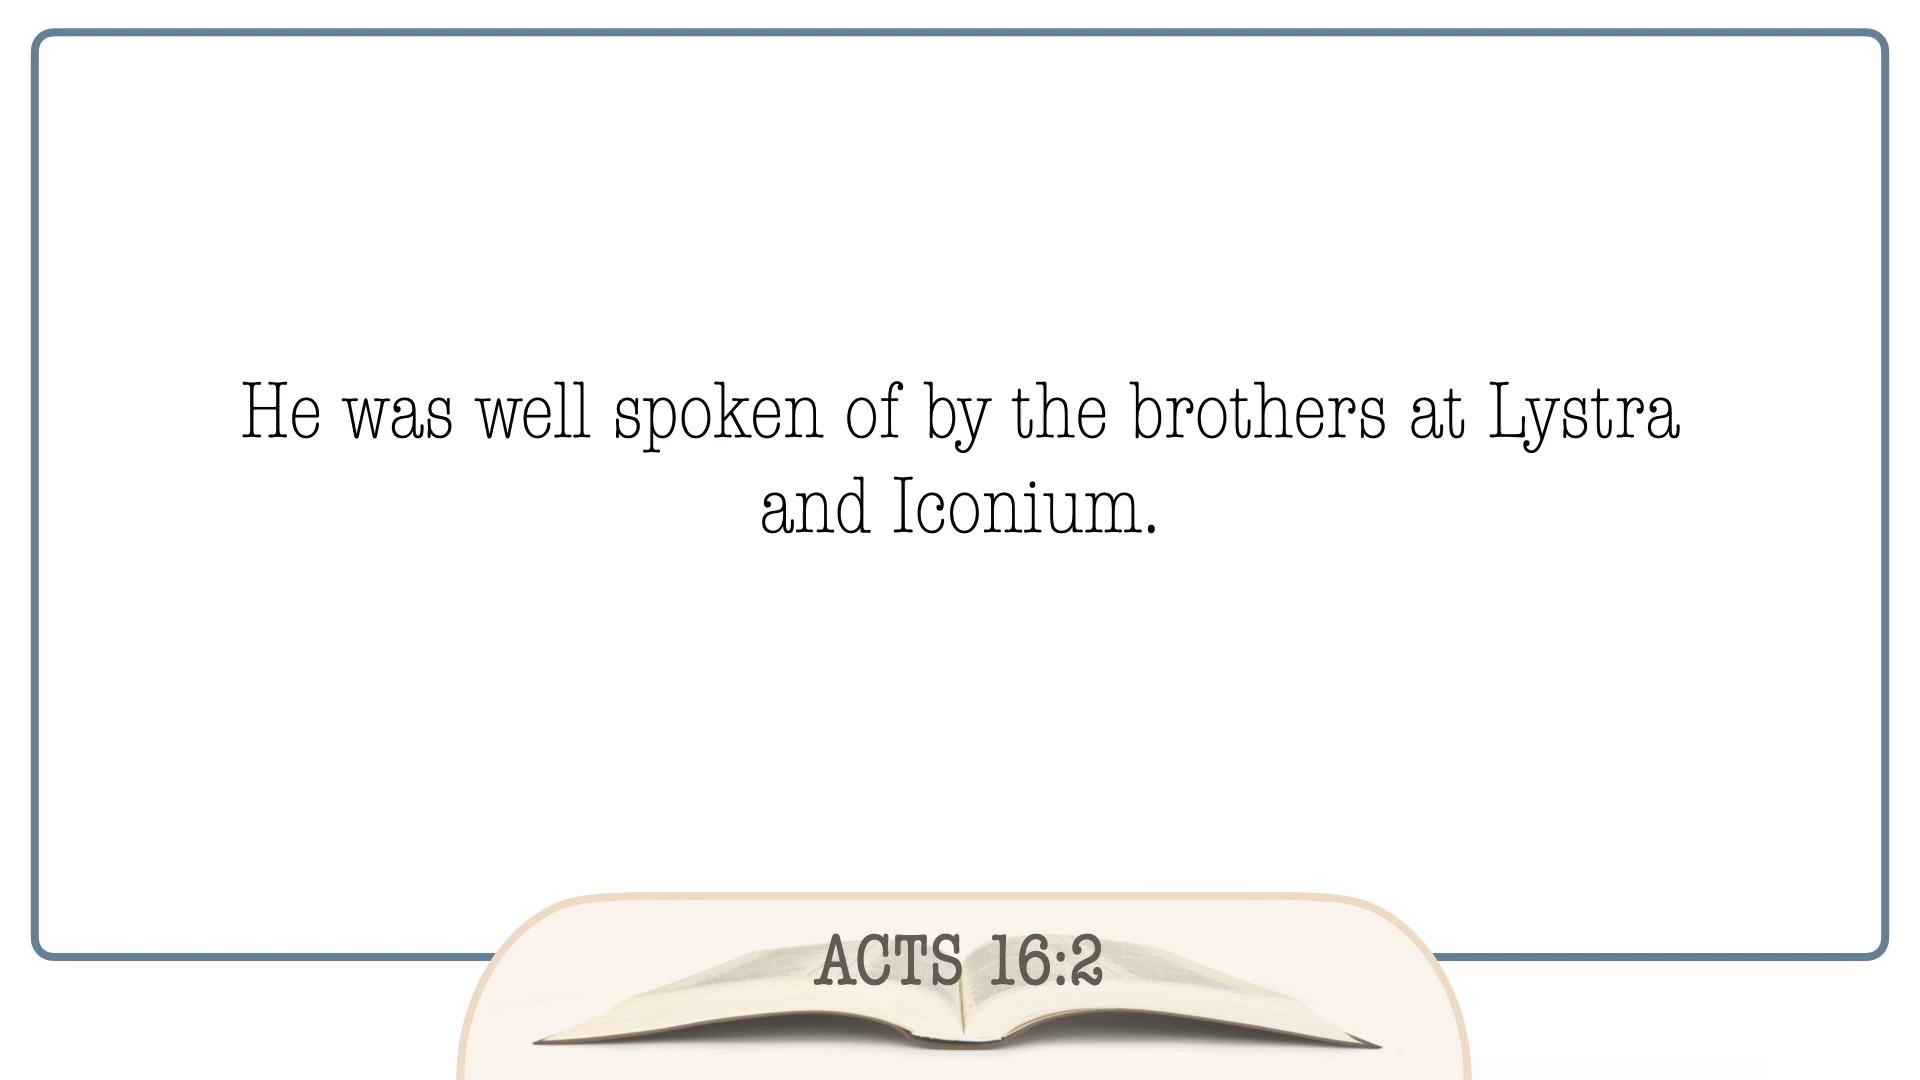 He was well spoken of by the brothers at Lystra
and Iconium.
ACTS 16:2